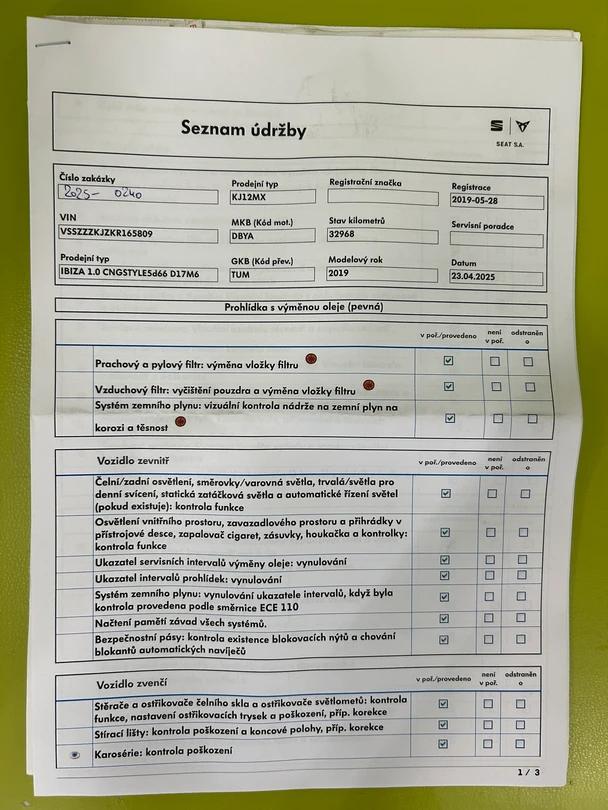 Seznam údržby
SEAT S.A.
Číslo zakázky
2025- 0240
Prodejní typ
KJ12MX
Registrační značka
Registrace
2019-05-28
VIN
VSSZZZKJZKR165809
MKB (Kód mot.)
DBYA
Stav kilometrů
32968
Servisní poradce
Prodejní typ
IBIZA 1.0 CNGSTYLE5d66 D17M6
GKB (Kód přev.)
TUM
Modelový rok
2019
Datum
23.04.2025
Prohlídka s výměnou oleje (pevná)
v poř./provedeno
není
v poř.
odstraněn
o
Prachový a pylový filtr: výměna vložky filtru
Vzduchový filtr: vyčištění pouzdra a výměna vložky filtru
Systém zemního plynu: vizuální kontrola nádrže na zemní plyn na
korozi a těsnost
Vozidlo zevnitř
v poř./provedeno
není
v poř.
odstraněn
o
Čelní/zadní osvětlení, směrovky/varovná světla, trvalá/světla pro
denní svícení, statická zatáčková světla a automatické řízení světel
(pokud existuje): kontrola funkce
Osvětlení vnitřního prostoru, zavazadlového prostoru a přihrádky v
přístrojové desce, zapalovač cigaret, zásuvky, houkačka a kontrolky:
kontrola funkce
Ukazatel servisních intervalů výměny oleje: vynulování
Ukazatel intervalů prohlídek: vynulování
Systém zemního plynu: vynulování ukazatele intervalů, když byla
kontrola provedena podle směrnice ECE 110
Načtení pamětí závad všech systémů.
Bezpečnostní pásy: kontrola existence blokovacích nýtů a chování
blokantů automatických navíječů
Vozidlo zvenčí
v poř./provedeno
není
v poř.
odstraněn
o
Stěrače a ostřikovače čelního skla a ostřikovače světlometů: kontrola
funkce, nastavení ostřikovacích trysek a poškození, příp. korekce
Stírací lišty: kontrola poškození a koncové polohy, příp. korekce
Karosérie: kontrola poškození
1 / 3